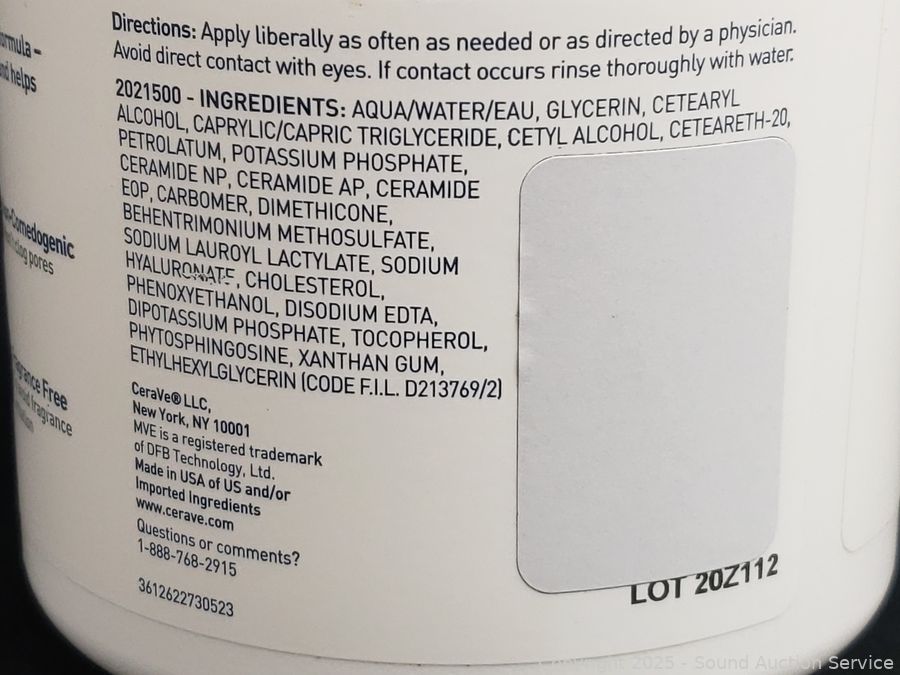 Directions: Apply liberally as often as needed or as directed by a physician.
Avoid direct contact with eyes. If contact occurs rinse thoroughly with water.
2021500 - INGREDIENTS: AQUA/WATER/EAU, GLYCERIN, CETEARYL
ALCOHOL, CAPRYLIC/CAPRIC TRIGLYCERIDE, CETYL ALCOHOL, CETEARETH-20,
PETROLATUM, POTASSIUM PHOSPHATE,
CERAMIDE NP, CERAMIDE AP, CERAMIDE
EOP, CARBOMER, DIMETHICONE,
BEHENTRIMONIUM METHOSULFATE,
SODIUM LAUROYL LACTYLATE, SODIUM
HYALURONATE, CHOLESTEROL,
PHENOXYETHANOL, DISODIUM EDTA,
DIPOTASSIUM PHOSPHATE, TOCOPHEROL,
PHYTOSPHINGOSINE, XANTHAN GUM,
ETHYLHEXYLGLYCERIN (CODE F.I.L. D213769/2)
CeraVe® LLC,
New York, NY 10001
MVE is a registered trademark
of DFB Technology, Ltd.
Made in USA of US and/or
Imported Ingredients
www.cerave.com
Questions or comments?
1-888-768-2915
3612622730523
LOT 20Z112
helps
Comedogenic
pores
Free
fragrance
Copyright 2025 - Sound Auction Service